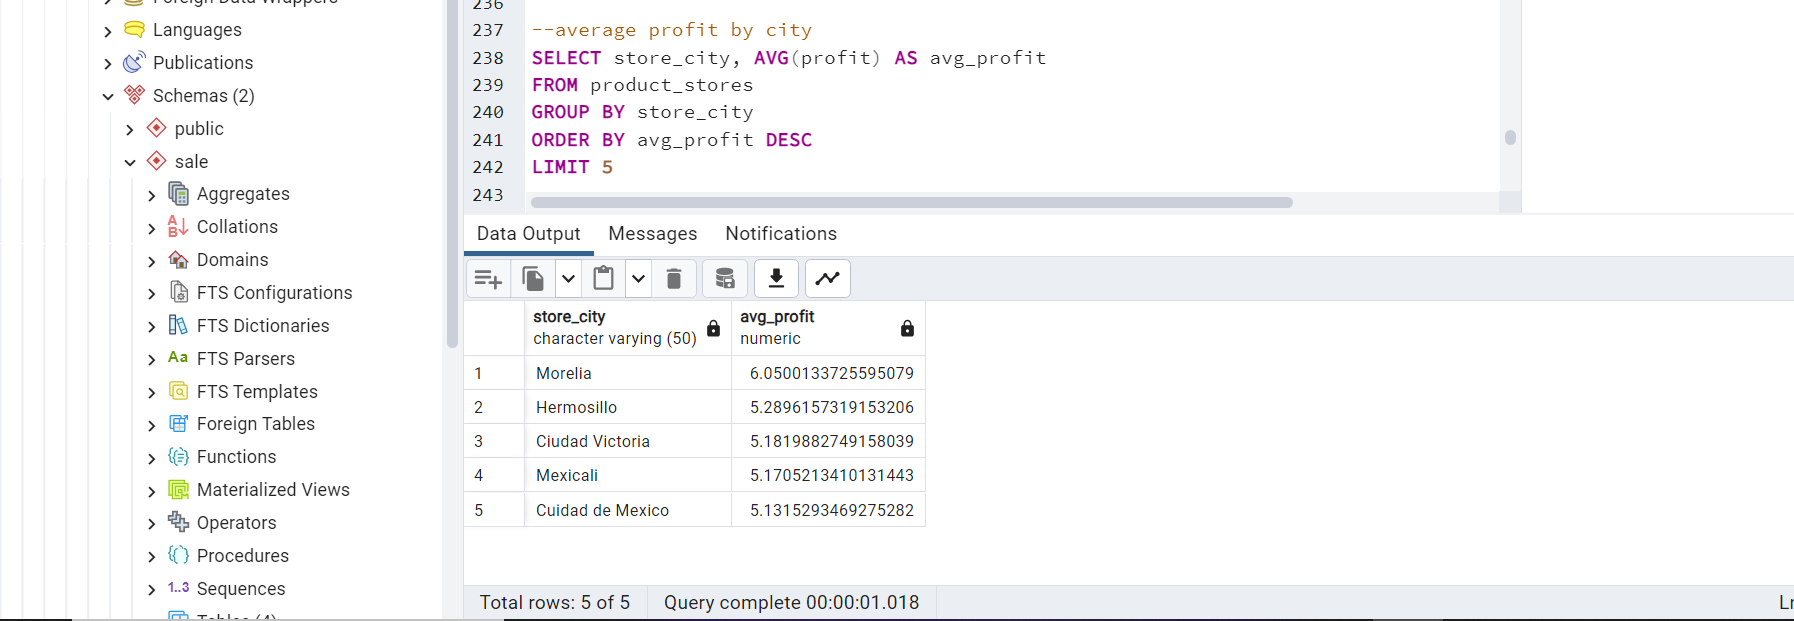 Foreign Data Wrappers
Languages
Publications
Schemas (2)
public
sale
Aggregates
Collations
Domains
FTS Configurations
FTS Dictionaries
Aa FTS Parsers
FTS Templates
Foreign Tables
Functions
Materialized Views
Operators
Procedures
1..3 Sequences
Tables (4)
236
237 --average profit by city
238 SELECT store_city, AVG(profit) AS avg_profit
239 FROM product_stores
240 GROUP BY store_city
241 ORDER BY avg_profit DESC
242 LIMIT 5
243
Data Output Messages Notifications
store_city avg_profit
character varying (50) numeric
1 Morelia 6.0500133725595079
2 Hermosillo 5.2896157319153206
3 Ciudad Victoria 5.1819882749158039
4 Mexicali 5.1705213410131443
5 Cuidad de Mexico 5.1315293469275282
Total rows: 5 of 5 Query complete 00:00:01.018